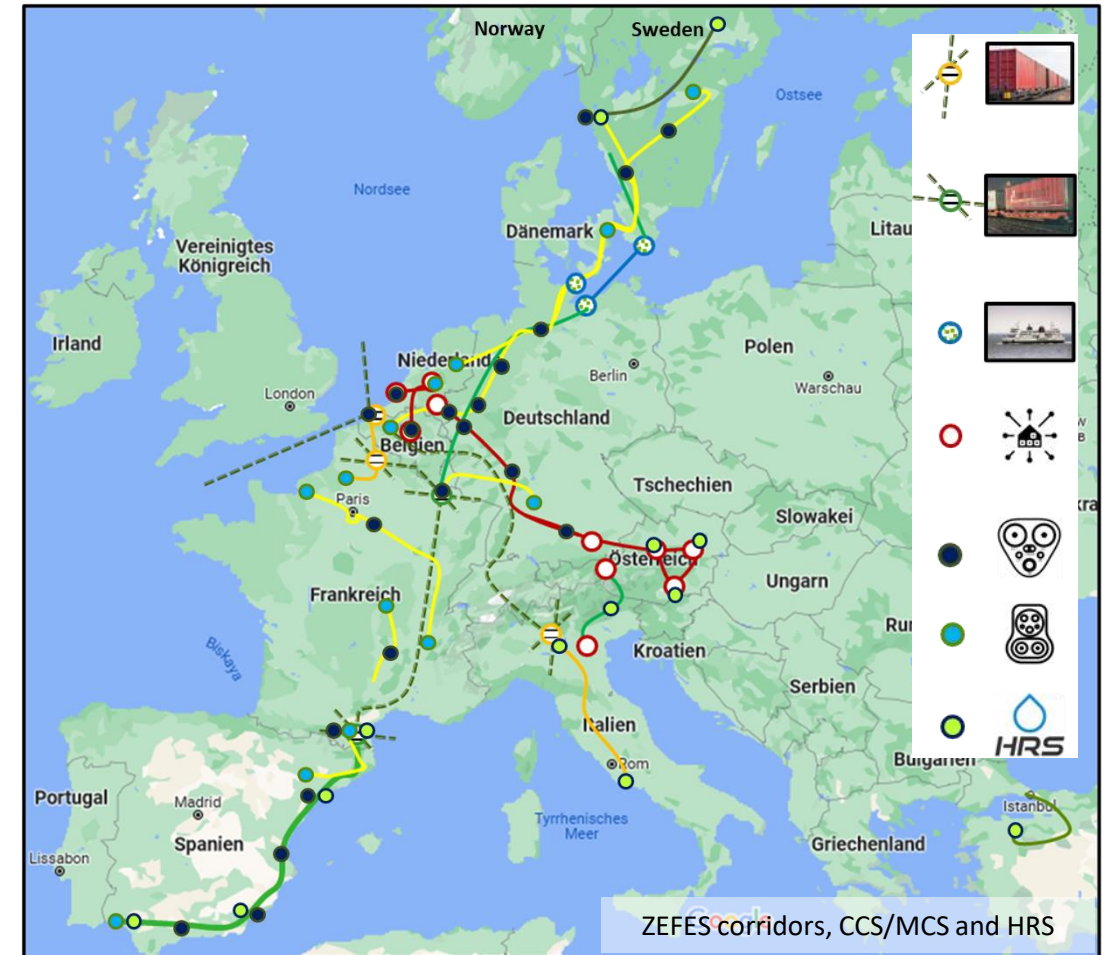 Norway
Sweden
Ostsee
Nordsee
Dänemark
Litau
Vereinigtes
Königreich
Irland
Niederland
Polen
London
Berlin
Warschau
Deutschland
Belgien
Tschechien
Paris
Slowakei
Österreich
Ungarn
Frankreich
Biskaya
Kroatien
Serbien
Italien
HRS
Rom
Portugal
Madrid
Istanbul
Tyrrhenisches
Meer
Spanien
Griechenland
Lissabon
ZEFES corridors, CCS/MCS and HRS